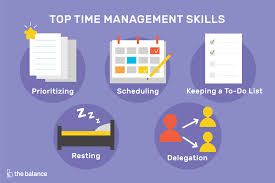 TOP TIME MANAGEMENT SKILLS
Prioritizing
Scheduling
Keeping a To-Do List
Z Z Z
Resting
Delegation
the balance